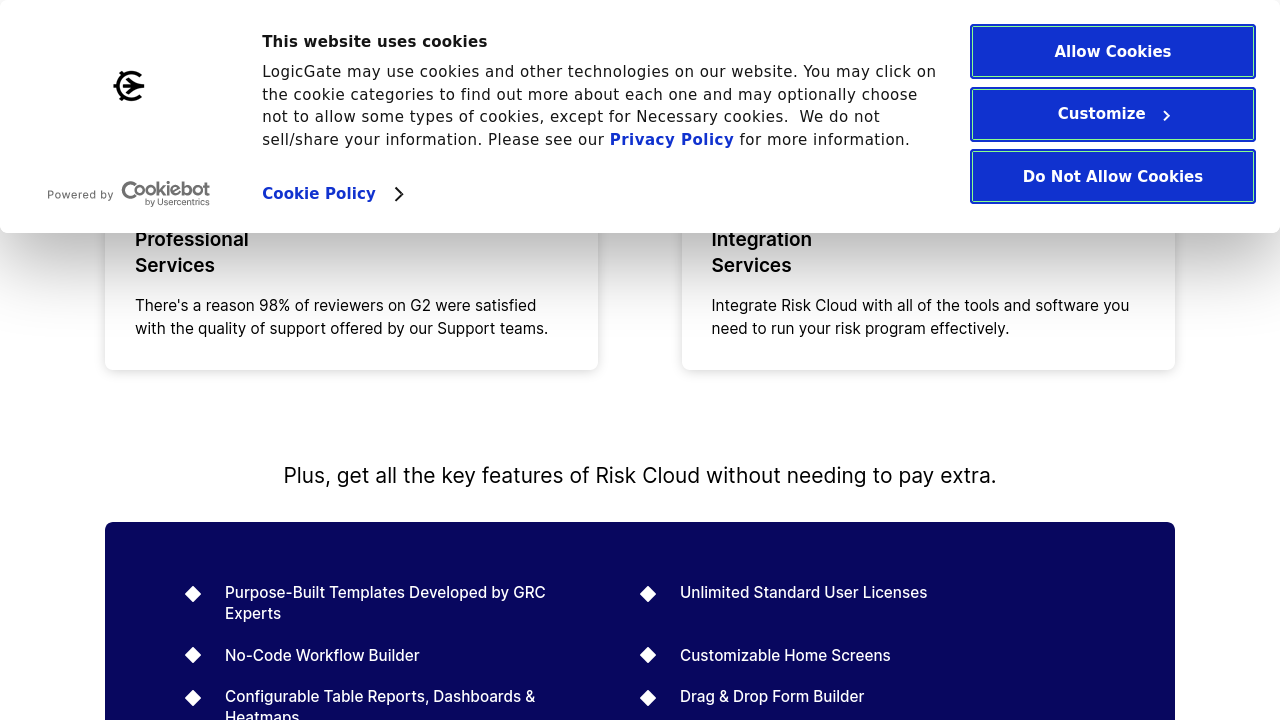 This website uses cookies
LogicGate may use cookies and other technologies on our website. You may click on
the cookie categories to find out more about each one and may optionally choose
not to allow some types of cookies, except for Necessary cookies.  We do not
sell/share your information. Please see our Privacy Policy for more information.
Cookie Policy
Powered by Cookiebot
by Usercentrics
Allow Cookies
Customize
Do Not Allow Cookies
Professional
Services
There's a reason 98% of reviewers on G2 were satisfied
with the quality of support offered by our Support teams.
Integration
Services
Integrate Risk Cloud with all of the tools and software you
need to run your risk program effectively.
Plus, get all the key features of Risk Cloud without needing to pay extra.
Purpose-Built Templates Developed by GRC
Experts
Unlimited Standard User Licenses
No-Code Workflow Builder
Customizable Home Screens
Configurable Table Reports, Dashboards &
Heatmaps
Drag & Drop Form Builder